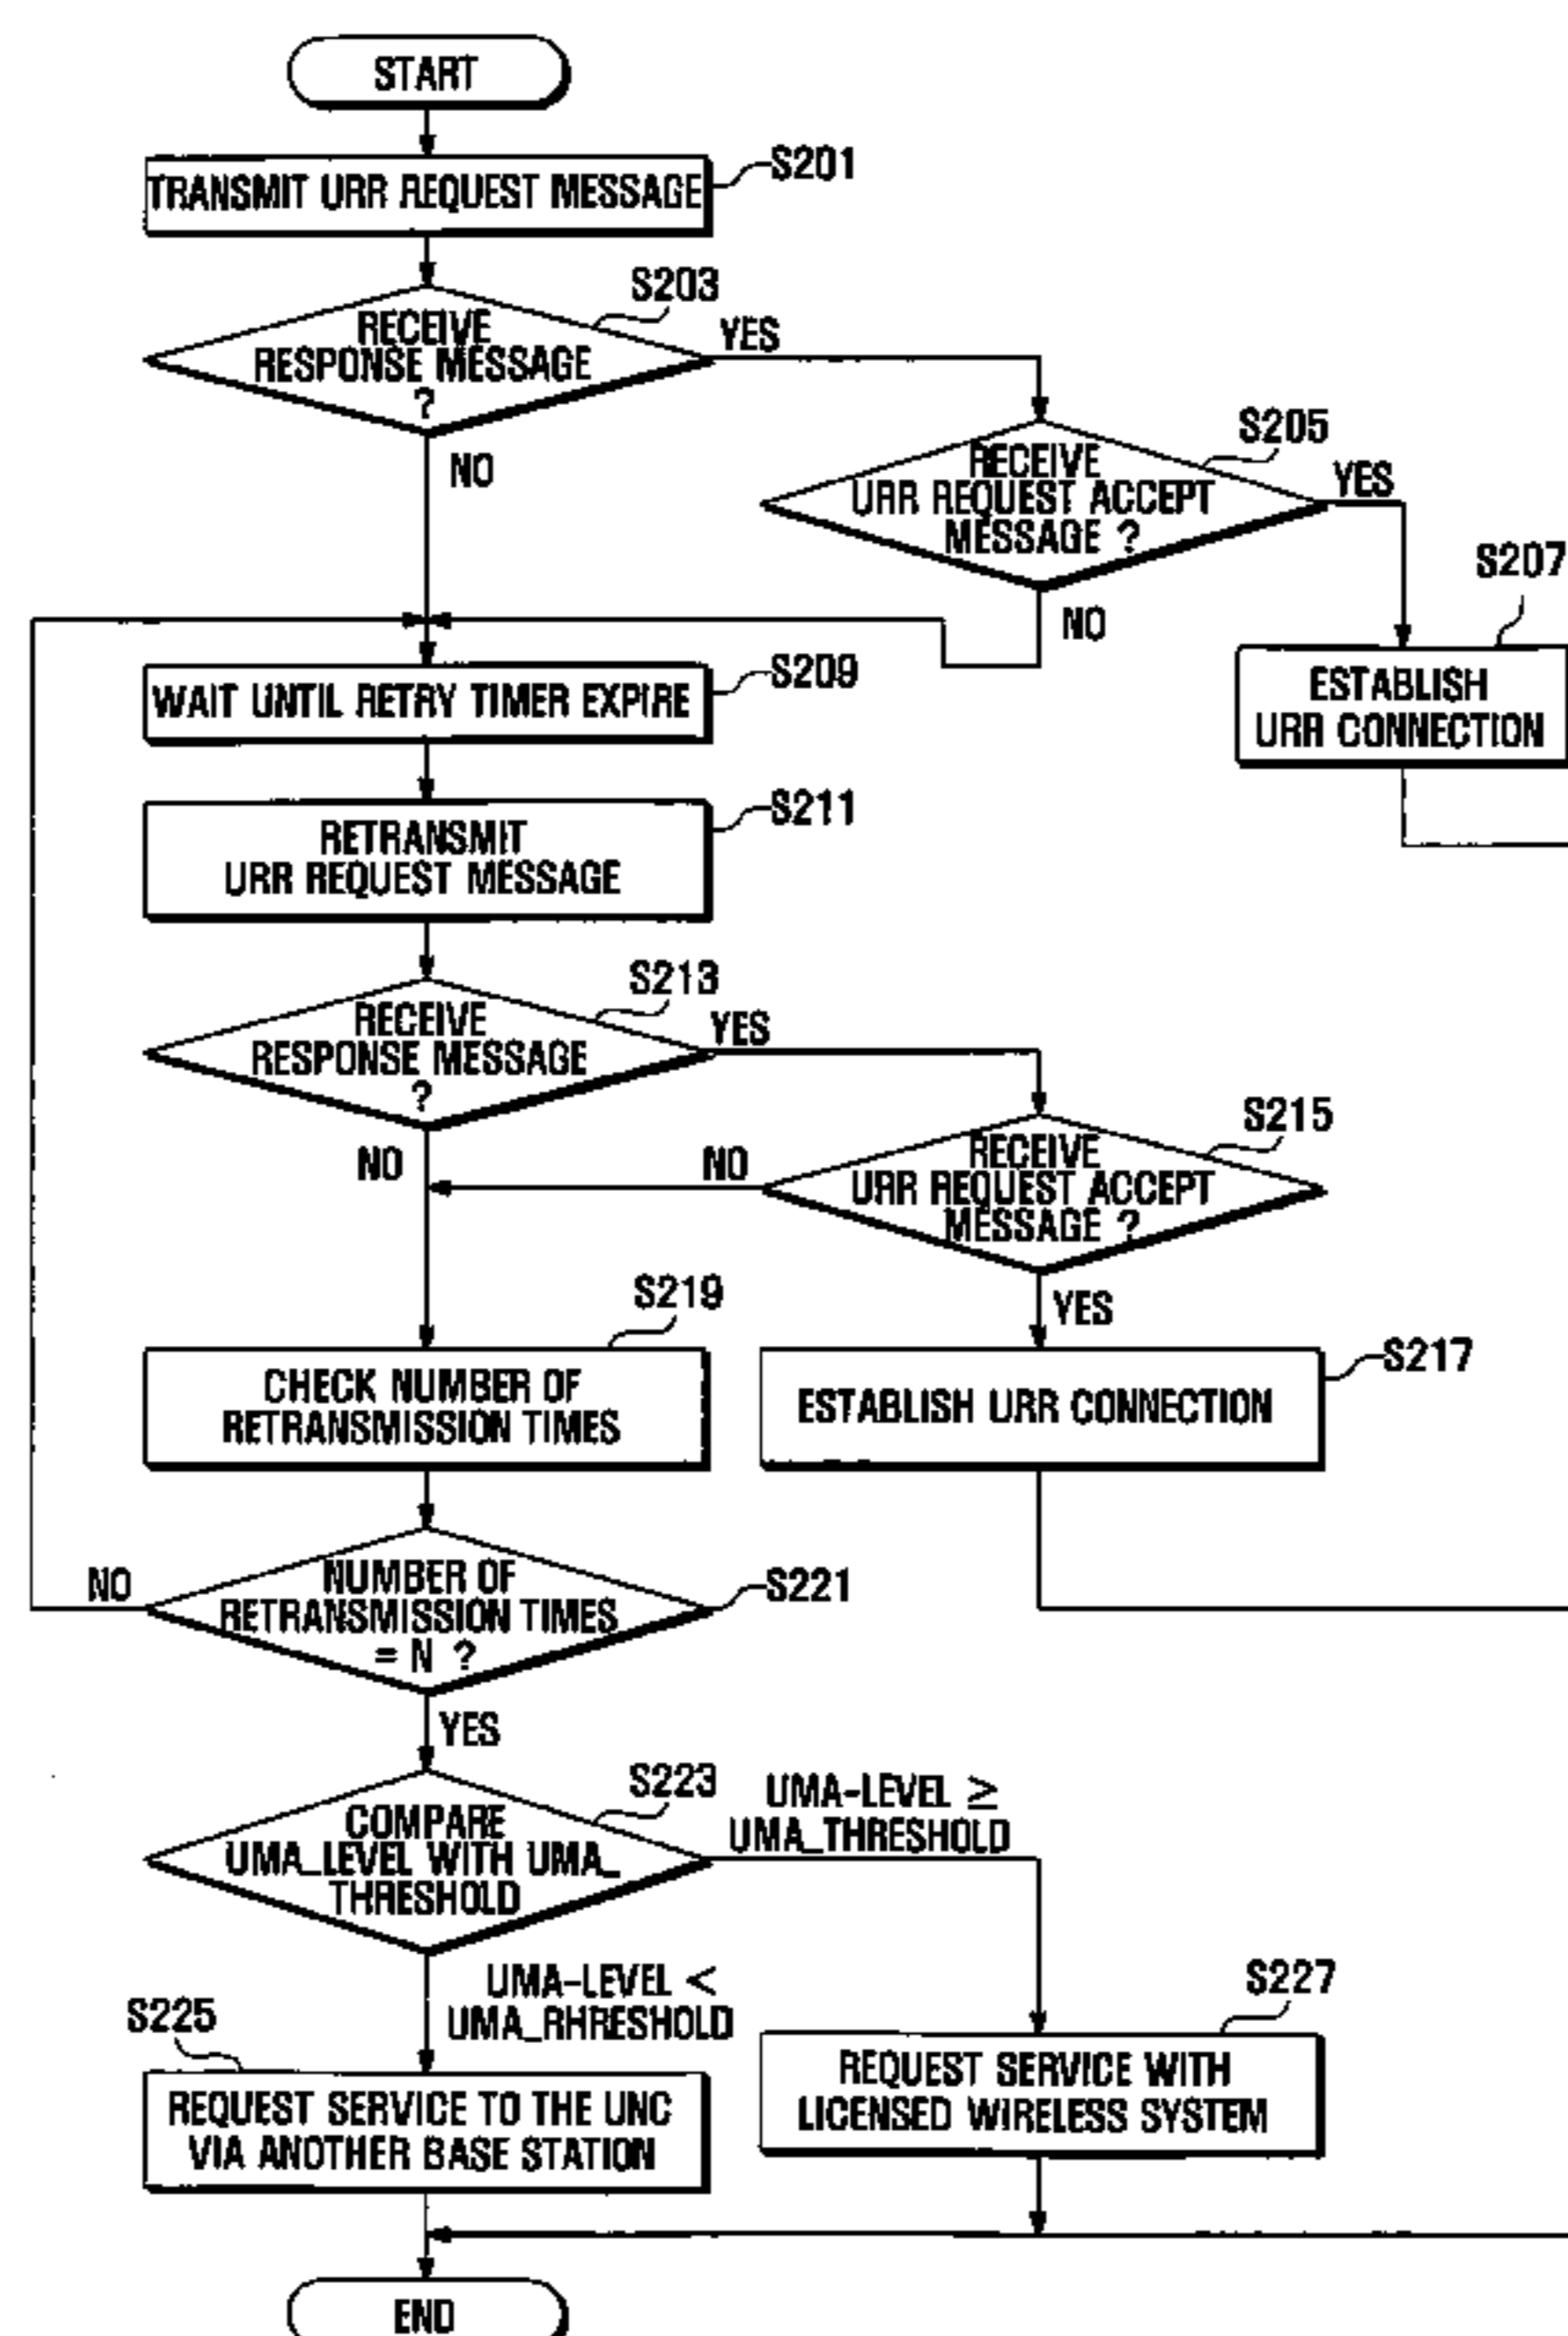 START
TRANSMIT URR REQUEST MESSAGE
S201
RECEIVE
RESPONSE MESSAGE
?
S203
YES
NO
RECEIVE
URR REQUEST ACCEPT
MESSAGE ?
S205
YES
NO
S207
ESTABLISH
URR CONNECTION
WAIT UNTIL RETRY TIMER EXPIRE
S209
RETRANSMIT
URR REQUEST MESSAGE
S211
RECEIVE
RESPONSE MESSAGE
?
S213
YES
NO
RECEIVE
URR REQUEST ACCEPT
MESSAGE ?
S215
NO
YES
CHECK NUMBER OF
RETRANSMISSION TIMES
S219
ESTABLISH URR CONNECTION
S217
NUMBER OF
RETRANSMISSION TIMES
= N ?
S221
NO
YES
COMPARE
UMA_LEVEL WITH UMA_
THRESHOLD
S223
UMA-LEVEL ≥
UMA_THRESHOLD
UMA-LEVEL <
UMA_RHRESHOLD
S225
REQUEST SERVICE TO THE UNC
VIA ANOTHER BASE STATION
S227
REQUEST SERVICE WITH
LICENSED WIRELESS SYSTEM
END